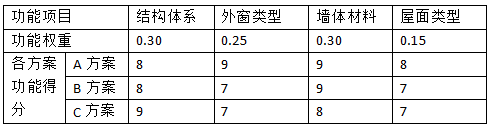 功能项目 结构体系 外窗类型 墙体材料 屋面类型
功能权重 0.30 0.25 0.30 0.15
各方案功能得分 A 方案 8 9 9 8
B 方案 8 7 9 7
C 方案 9 7 8 7